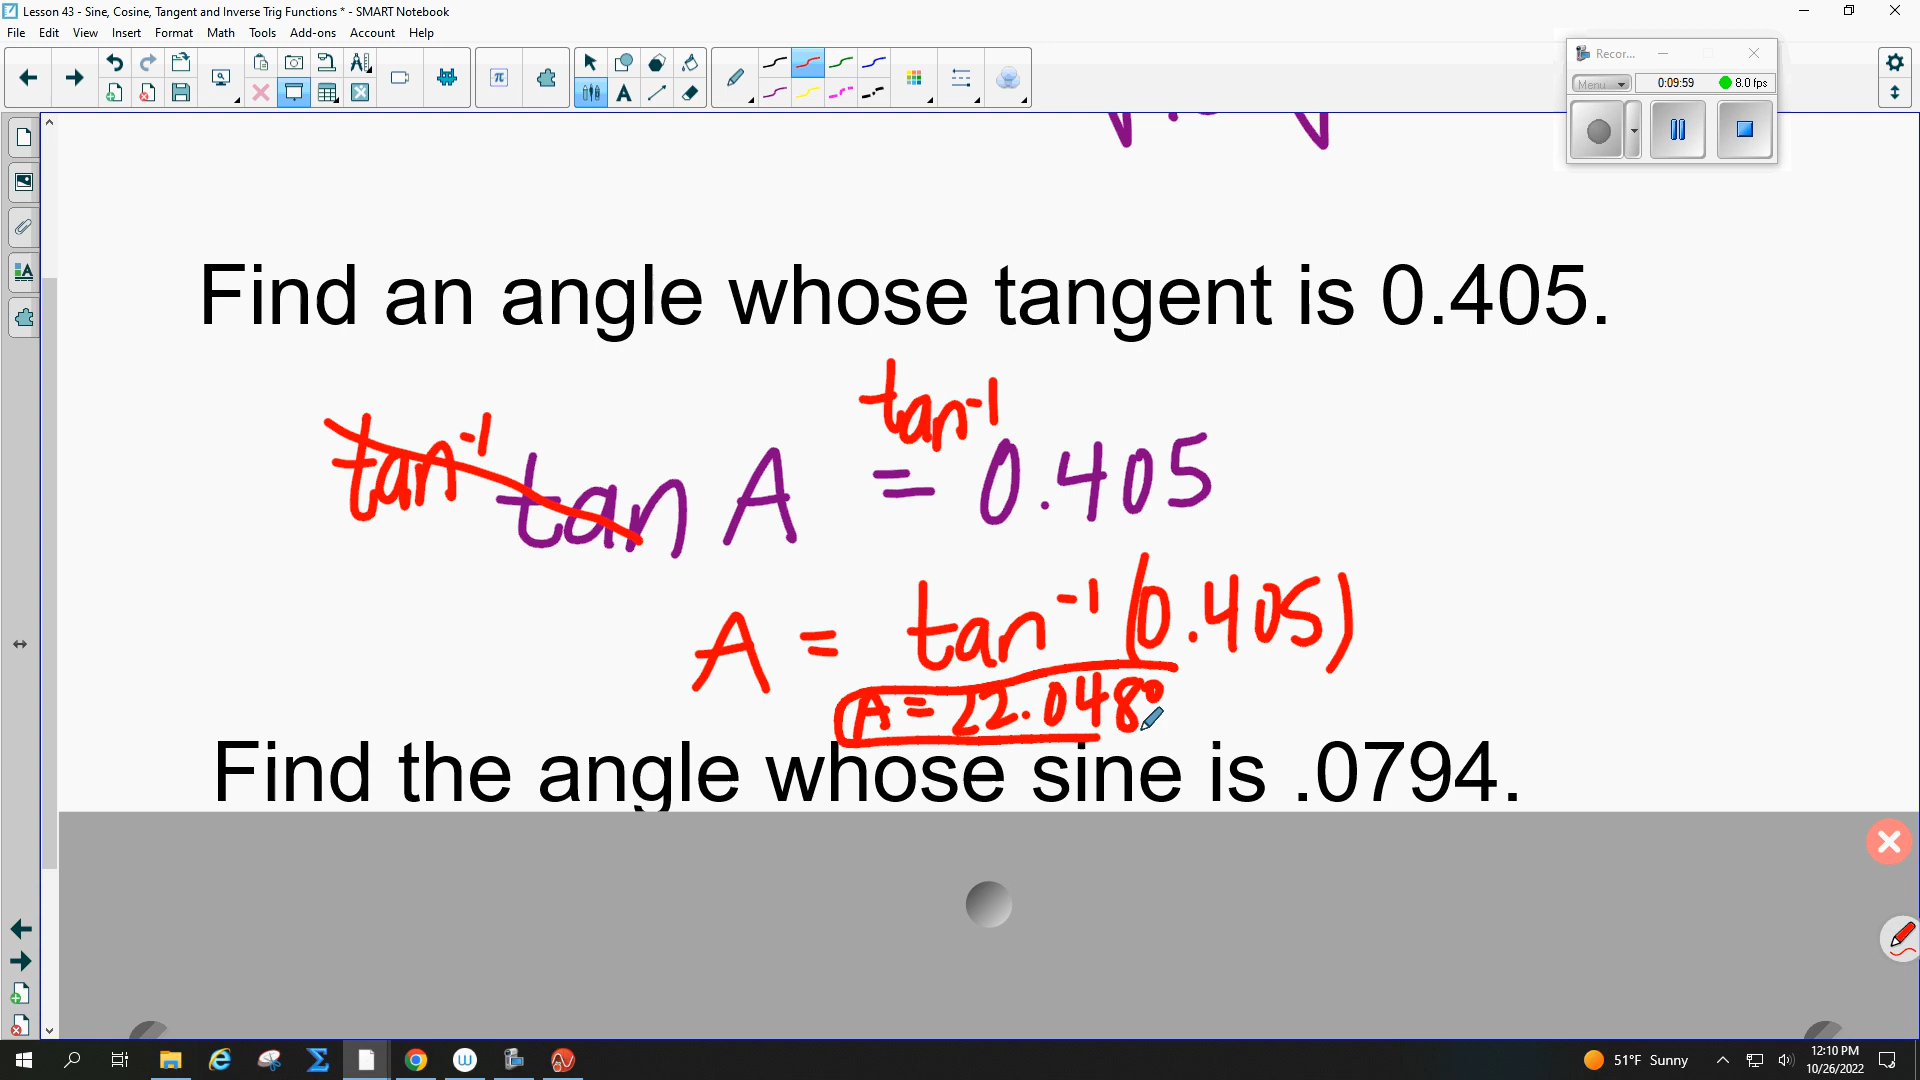 Lesson 43 - Sine, Cosine, Tangent and Inverse Trig Functions * - SMART Notebook
File Edit View Insert Format Math Tools Add-ons Account Help
Recor...
Menu 0:09:59 8.0 fps
Find an angle whose tangent is 0.405.
tan⁻¹
tan⁻¹ tan A = 0.405
A = tan⁻¹(0.405)
A = 22.048°
Find the angle whose sine is .0794.
51°F Sunny
12:10 PM
10/26/2022